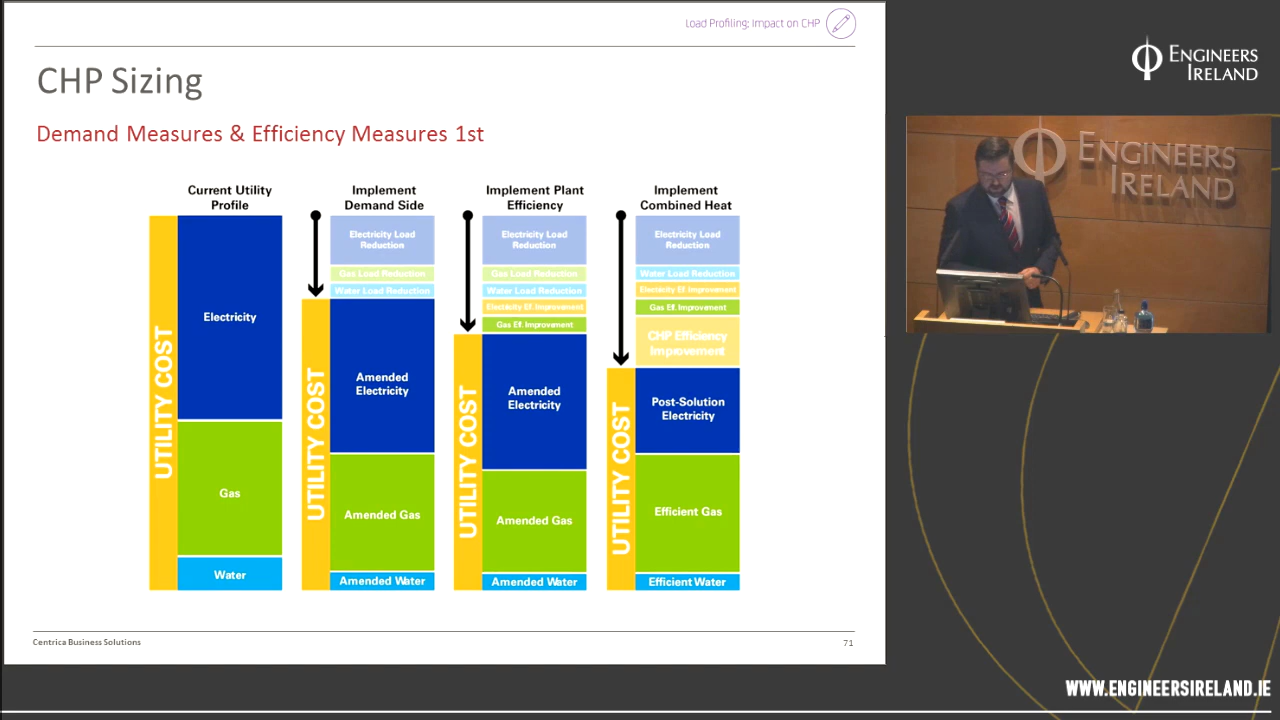 Load Profiling; Impact on CHP
CHP Sizing
Demand Measures & Efficiency Measures 1st
Current Utility
Profile
UTILITY COST
Electricity
Gas
Water
Implement
Demand Side
Electricity Load
Reduction
Gas Load Reduction
Water Load Reduction
UTILITY COST
Amended
Electricity
Amended Gas
Amended Water
Implement Plant
Efficiency
Electricity Load
Reduction
Gas Load Reduction
Water Load Reduction
Electricity Eff. Improvement
Gas Eff. Improvement
UTILITY COST
Amended
Electricity
Amended Gas
Amended Water
Implement
Combined Heat
Electricity Load
Reduction
Water Load Reduction
Electricity Eff Improvement
Gas Eff. Improvement
CHP Efficiency
Improvement
UTILITY COST
Post-Solution
Electricity
Efficient Gas
Efficient Water
Centrica Business Solutions
71
ENGINEERS
IRELAND
ENGINEERS
IRELAND
WWW.ENGINEERSIRELAND.IE